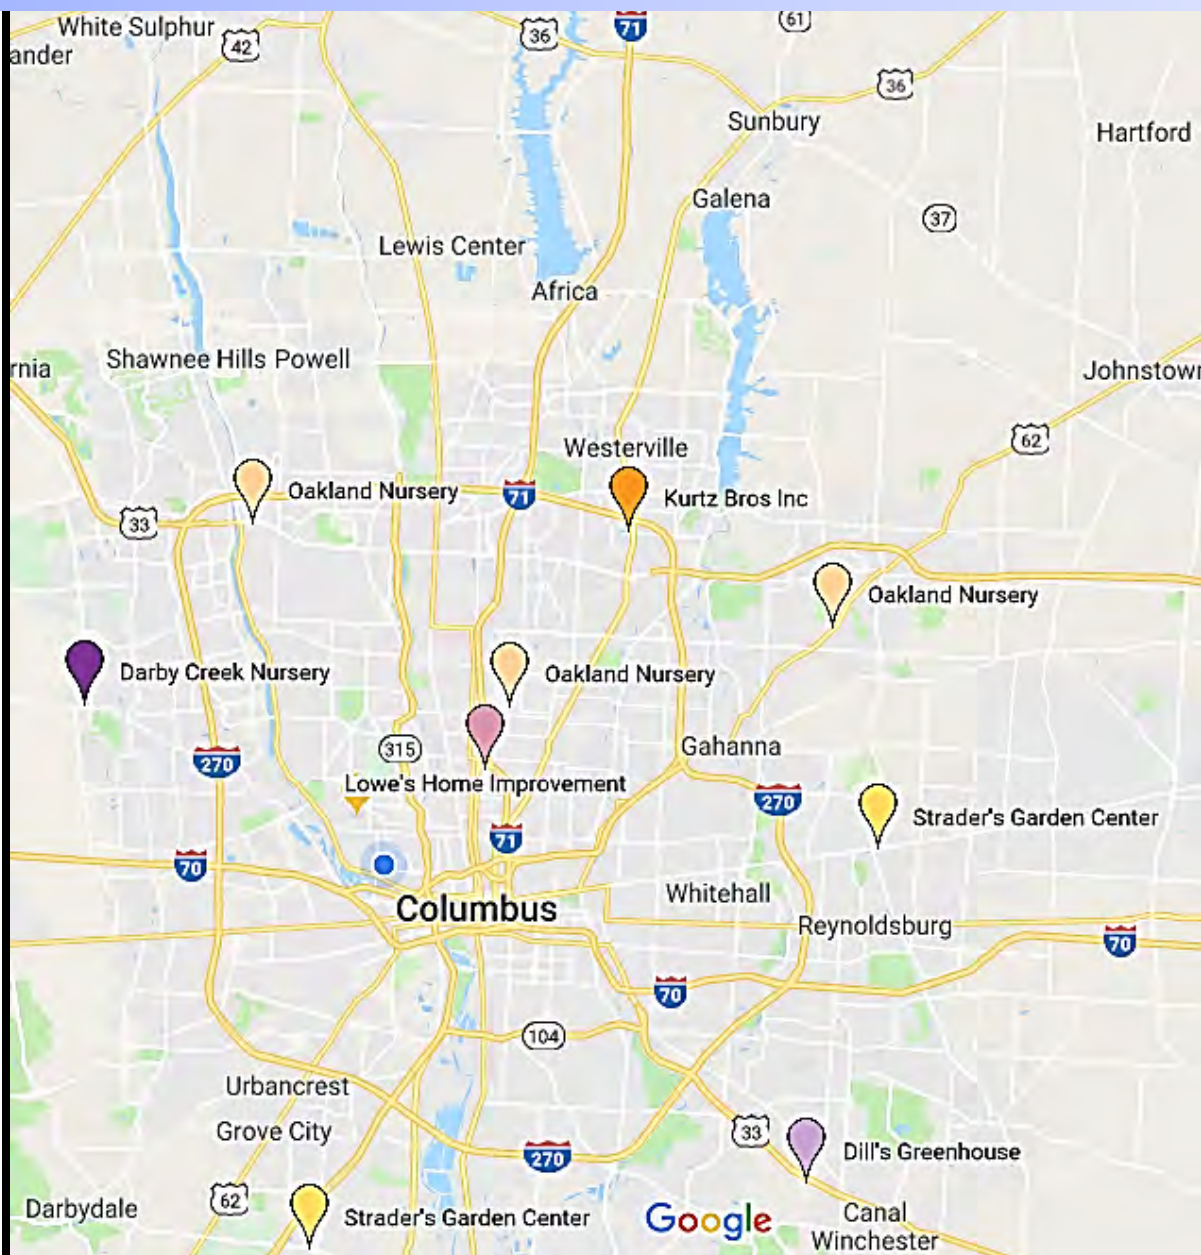 White Sulphur
ander
42
36
71
61
36
Sunbury
Hartford
Galena
37
Lewis Center
Africa
rnia
Shawnee Hills
Powell
Johnstown
62
Westerville
Oakland Nursery
71
Kurtz Bros Inc
33
Oakland Nursery
Darby Creek Nursery
Oakland Nursery
315
Gahanna
270
Lowe's Home Improvement
270
Strader's Garden Center
71
70
Whitehall
Columbus
Reynoldsburg
70
70
104
Urbancrest
Grove City
33
270
Dill's Greenhouse
62
Darbydale
Strader's Garden Center
Google
Canal
Winchester